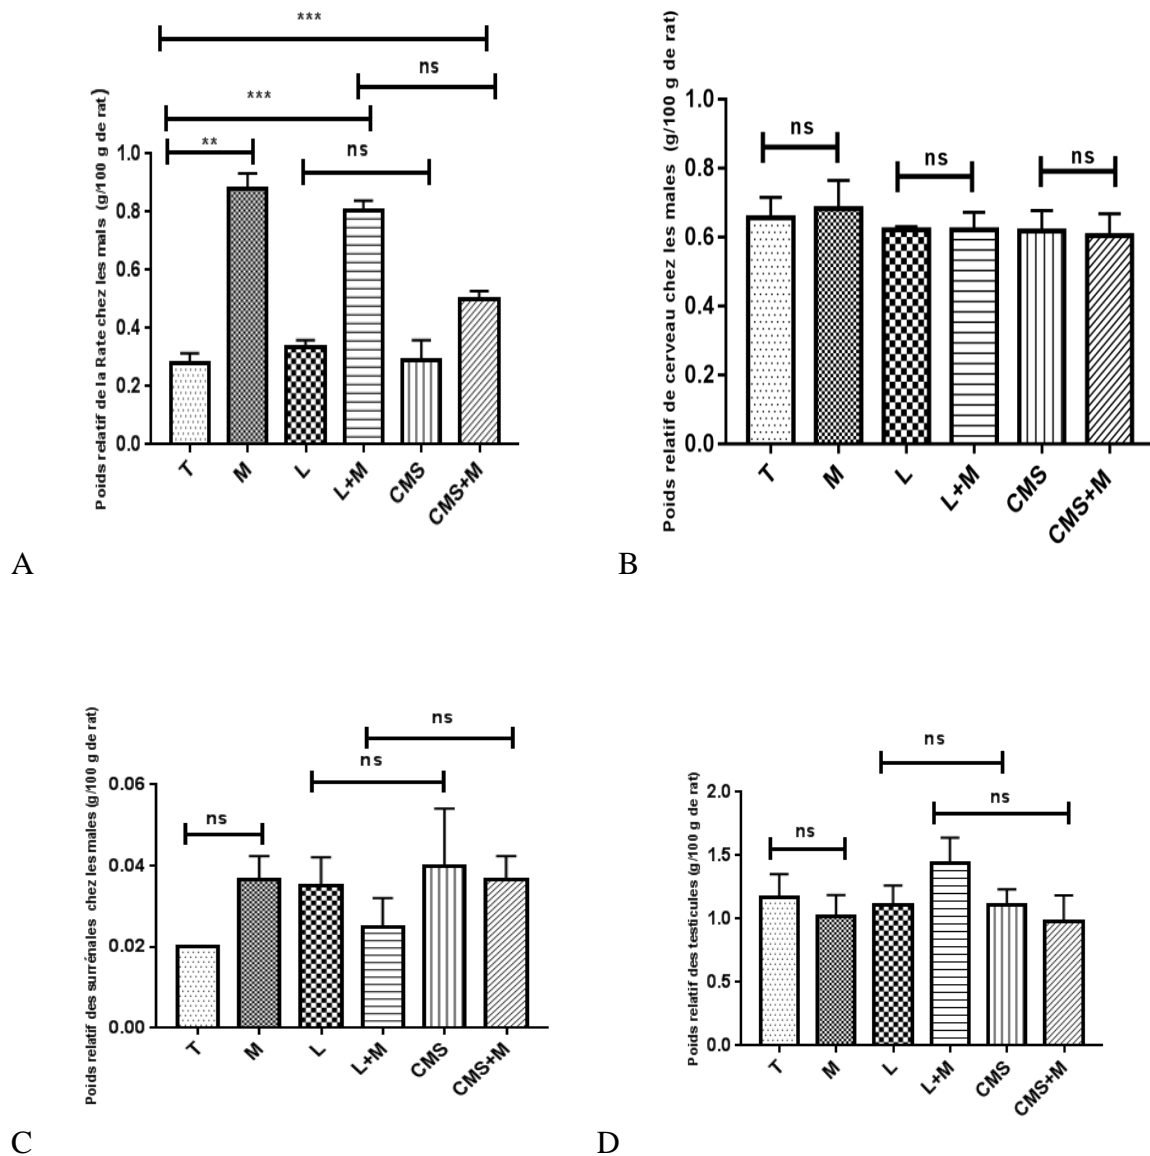 ***
ns
***
**
ns
Poids relatif de la Rate chez les mals (g/100 g de rat)
1.0
0.8
0.6
0.4
0.2
0.0
T
M
L
L+M
CMS
CMS+M
A
ns
ns
ns
Poids relatif de cerveau chez les males (g/100 g de rat)
1.0
0.8
0.6
0.4
0.2
0.0
T
M
L
L+M
CMS
CMS+M
B
ns
ns
ns
Poids relatif des surrénales chez les males (g/100 g de rat)
0.06
0.04
0.02
0.00
T
M
L
L+M
CMS
CMS+M
C
ns
ns
ns
Poids relatif des testicules (g/100 g de rat)
2.0
1.5
1.0
0.5
0.0
T
M
L
L+M
CMS
CMS+M
D